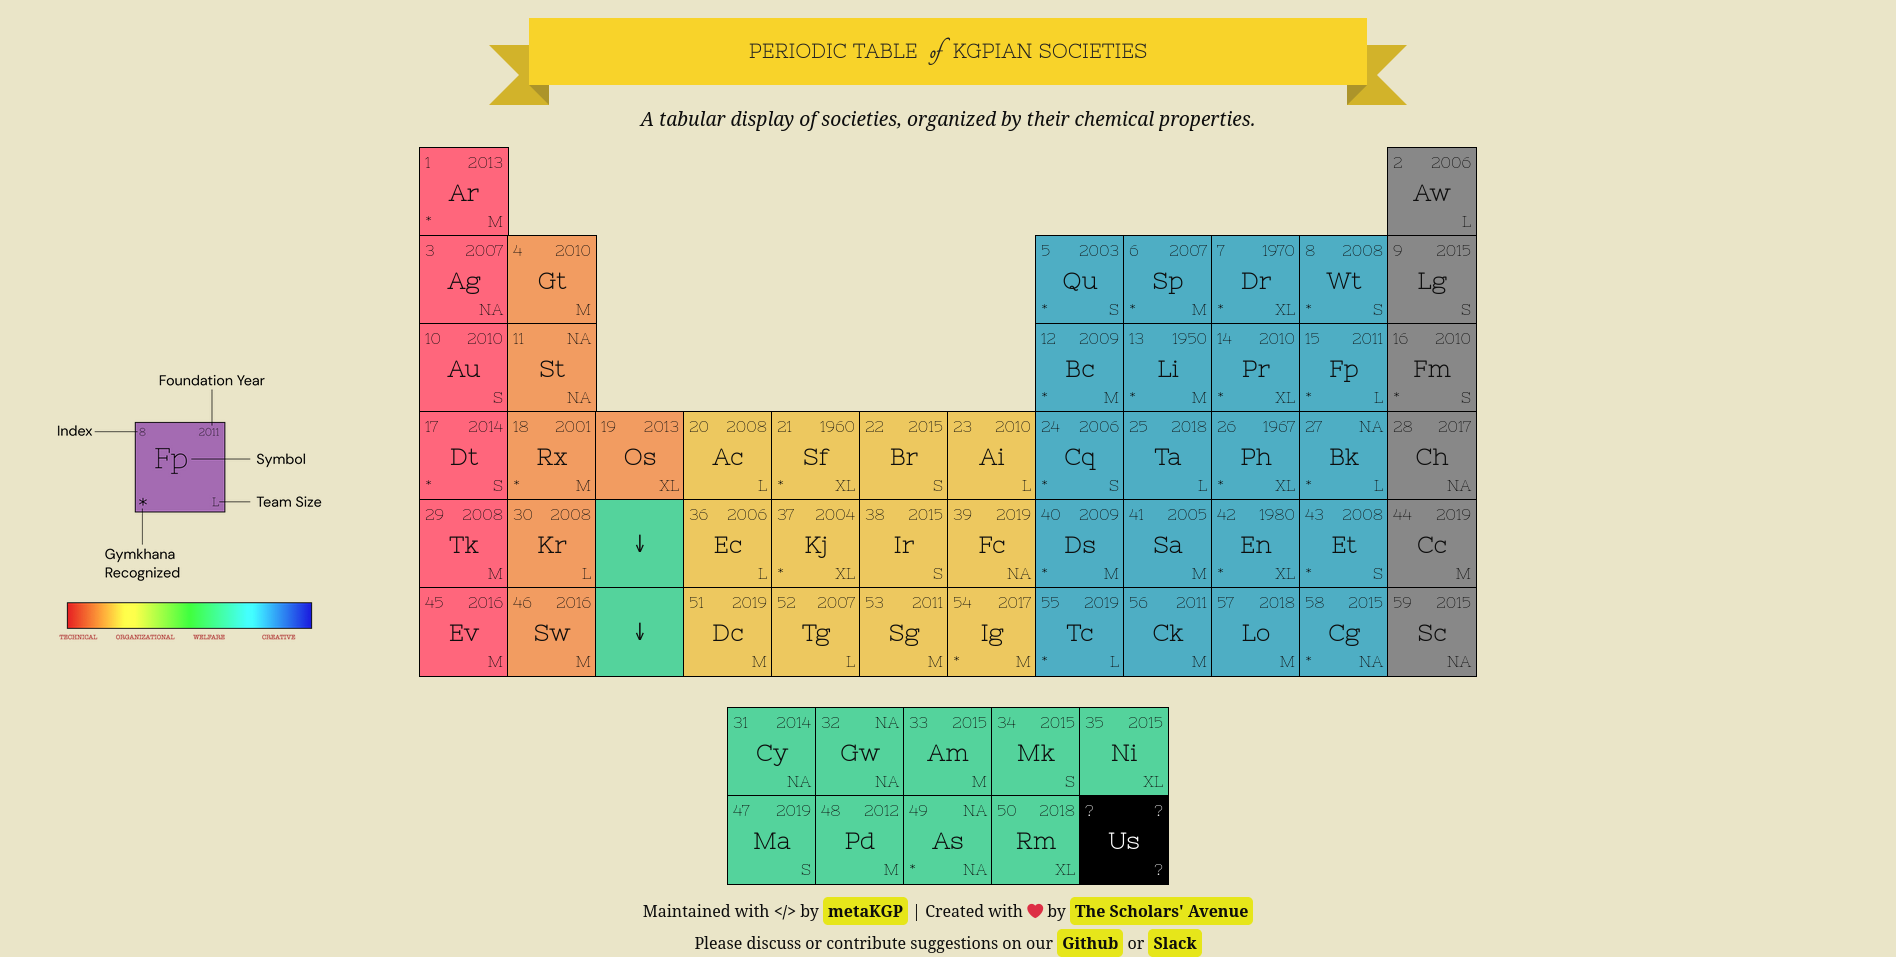 PERIODIC TABLE of KGPIAN SOCIETIES
A tabular display of societies, organized by their chemical properties.
1 2013 2 2006
Ar Aw
* M L
3 2007 4 2010 5 2003 6 2007 7 1970 8 2008 9 2015
Ag Gt Qu Sp Dr Wt Lg
NA M * S * M * XL * S S
10 2010 11 NA 12 2009 13 1950 14 2010 15 2011 16 2010
Au St Bc Li Pr Fp Fm
S NA * M * M * XL * L * S
17 2014 18 2001 19 2013 20 2008 21 1960 22 2015 23 2010 24 2006 25 2018 26 1967 27 NA 28 2017
Dt Rx Os Ac Sf Br Ai Cq Ta Ph Bk Ch
* S * M XL L * XL S L * S L * XL * L NA
29 2008 30 2008 36 2006 37 2004 38 2015 39 2019 40 2009 41 2005 42 1980 43 2008 44 2019
Tk Kr ↓ Ec Kj Ir Fc Ds Sa En Et Cc
M L L * XL S NA * M M * XL * S M
45 2016 46 2016 51 2019 52 2007 53 2011 54 2017 55 2019 56 2011 57 2018 58 2015 59 2015
Ev Sw ↓ Dc Tg Sg Ig Tc Ck Lo Cg Sc
M M M L M * M * L M M * NA NA
Foundation Year
Index 8 2011
Fp Symbol
* L Team Size
Gymkhana
Recognized
TECHNICAL ORGANIZATIONAL WELFARE CREATIVE
31 2014 32 NA 33 2015 34 2015 35 2015
Cy Gw Am Mk Ni
NA NA M S XL
47 2019 48 2012 49 NA 50 2018 ? ?
Ma Pd As Rm Us
S M * NA XL ?
Maintained with </> by metaKGP | Created with ❤ by The Scholars' Avenue
Please discuss or contribute suggestions on our Github or Slack